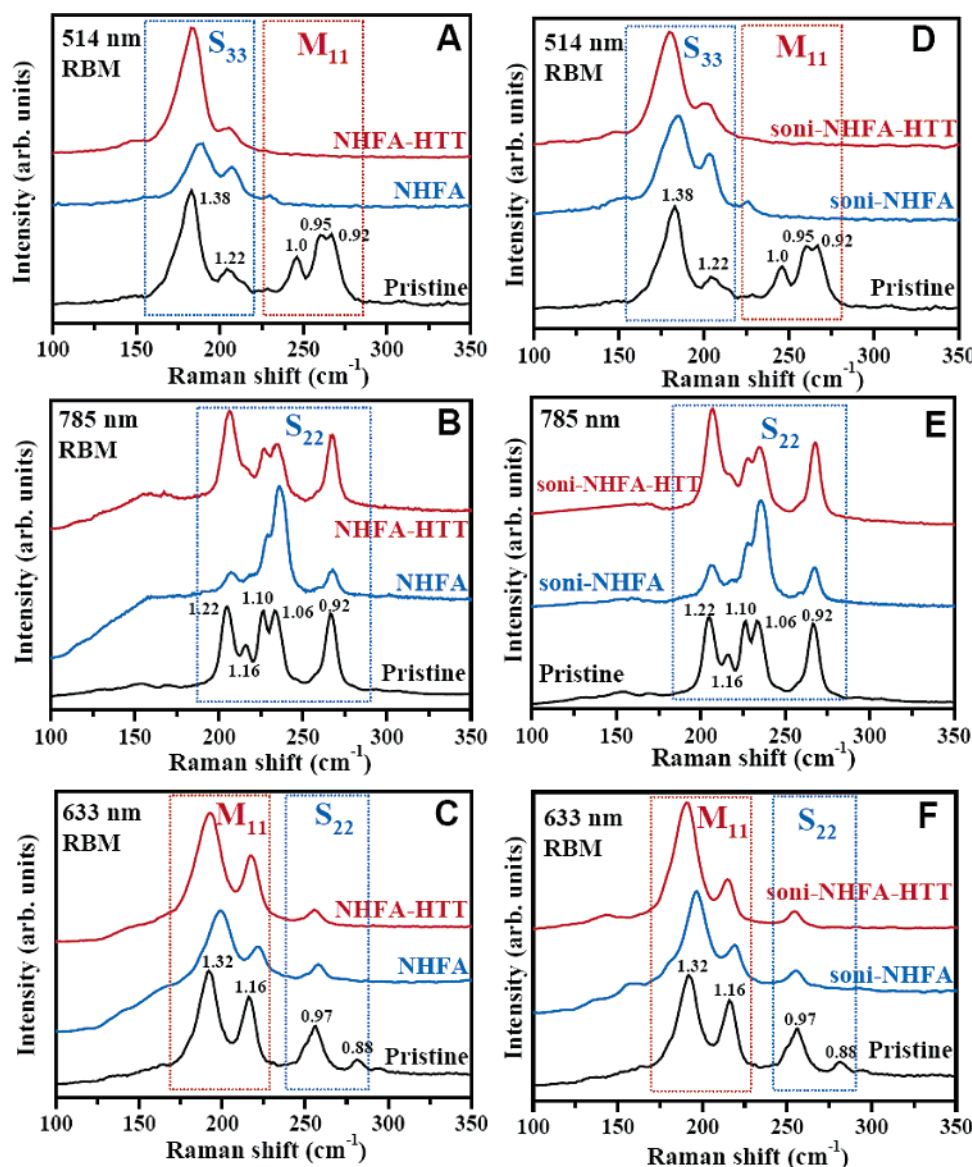 514 nm
RBM
S33
M11
A
NHFA-HTT
NHFA
1.38
1.22
1.0
0.95
0.92
Pristine
Intensity (arb. units)
100 150 200 250 300 350
Raman shift (cm-1)
514 nm
RBM
S33
M11
D
soni-NHFA-HTT
soni-NHFA
1.38
1.22
1.0
0.95
0.92
Pristine
Intensity (arb. units)
100 150 200 250 300 350
Raman shift (cm-1)
785 nm
RBM
S22
B
NHFA-HTT
NHFA
1.22
1.16
1.10
1.06
0.92
Pristine
Intensity (arb. units)
100 150 200 250 300 350
Raman shift (cm-1)
785 nm
S22
E
soni-NHFA-HTT
soni-NHFA
1.22
1.16
1.10
1.06
0.92
Pristine
Intensity (arb. units)
100 150 200 250 300 350
Raman shift (cm-1)
633 nm
RBM
M11
S22
C
NHFA-HTT
NHFA
1.32
1.16
0.97
0.88
Pristine
Intensity (arb. units)
100 150 200 250 300 350
Raman shift (cm-1)
633 nm
RBM
M11
S22
F
soni-NHFA-HTT
soni-NHFA
1.32
1.16
0.97
0.88
Pristine
Intensity (arb. units)
100 150 200 250 300 350
Raman shift (cm-1)